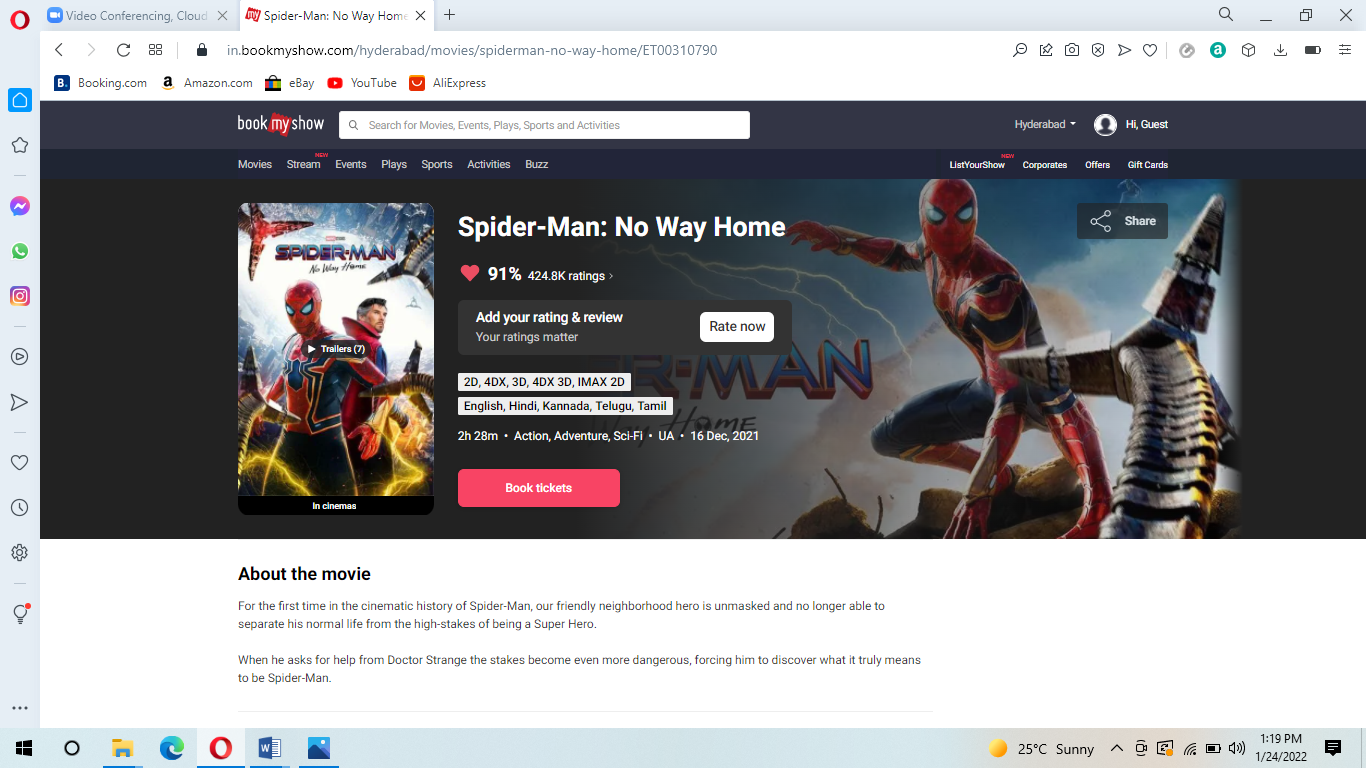 Video Conferencing, Cloud
Spider-Man: No Way Home
in.bookmyshow.com/hyderabad/movies/spiderman-no-way-home/ET00310790
B. Booking.com
a Amazon.com
eBay
YouTube
AliExpress
book my show
Search for Movies, Events, Plays, Sports and Activities
Hyderabad
Hi, Guest
Movies Stream NEW Events Plays Sports Activities Buzz
ListYourShow NEW Corporates Offers Gift Cards
SPIDER-MAN
No Way Home
Trailers (7)
In cinemas
Spider-Man: No Way Home
Share
91% 424.8K ratings
Add your rating & review
Your ratings matter
Rate now
R-MAN
Way Home
2D, 4DX, 3D, 4DX 3D, IMAX 2D
English, Hindi, Kannada, Telugu, Tamil
2h 28m • Action, Adventure, Sci-Fi • UA • 16 Dec, 2021
Book tickets
About the movie
For the first time in the cinematic history of Spider-Man, our friendly neighborhood hero is unmasked and no longer able to
separate his normal life from the high-stakes of being a Super Hero.
When he asks for help from Doctor Strange the stakes become even more dangerous, forcing him to discover what it truly means
to be Spider-Man.
25°C Sunny
1:19 PM
1/24/2022